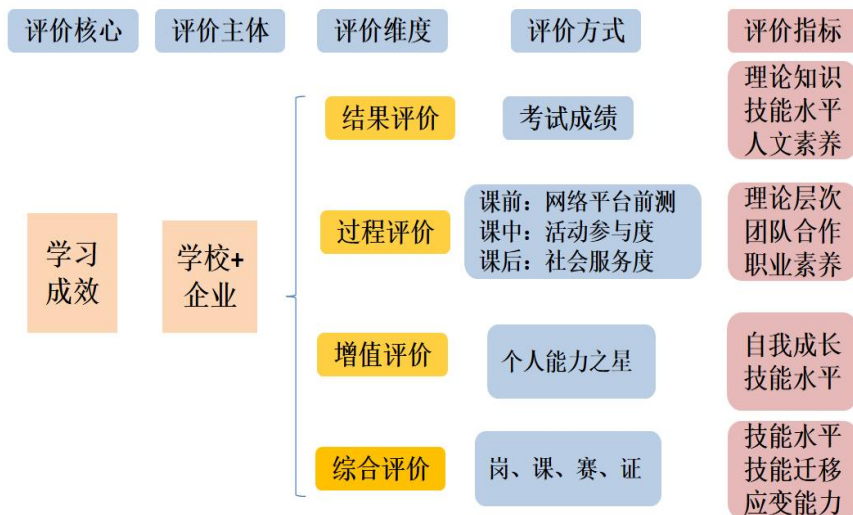 评价核心
评价主体
评价维度
评价方式
评价指标
学习
成效
学校+
企业
结果评价
考试成绩
理论知识
技能水平
人文素养
过程评价
课前：网络平台前测
课中：活动参与度
课后：社会服务度
理论层次
团队合作
职业素养
增值评价
个人能力之星
自我成长
技能水平
综合评价
岗、课、赛、证
技能水平
技能迁移
应变能力